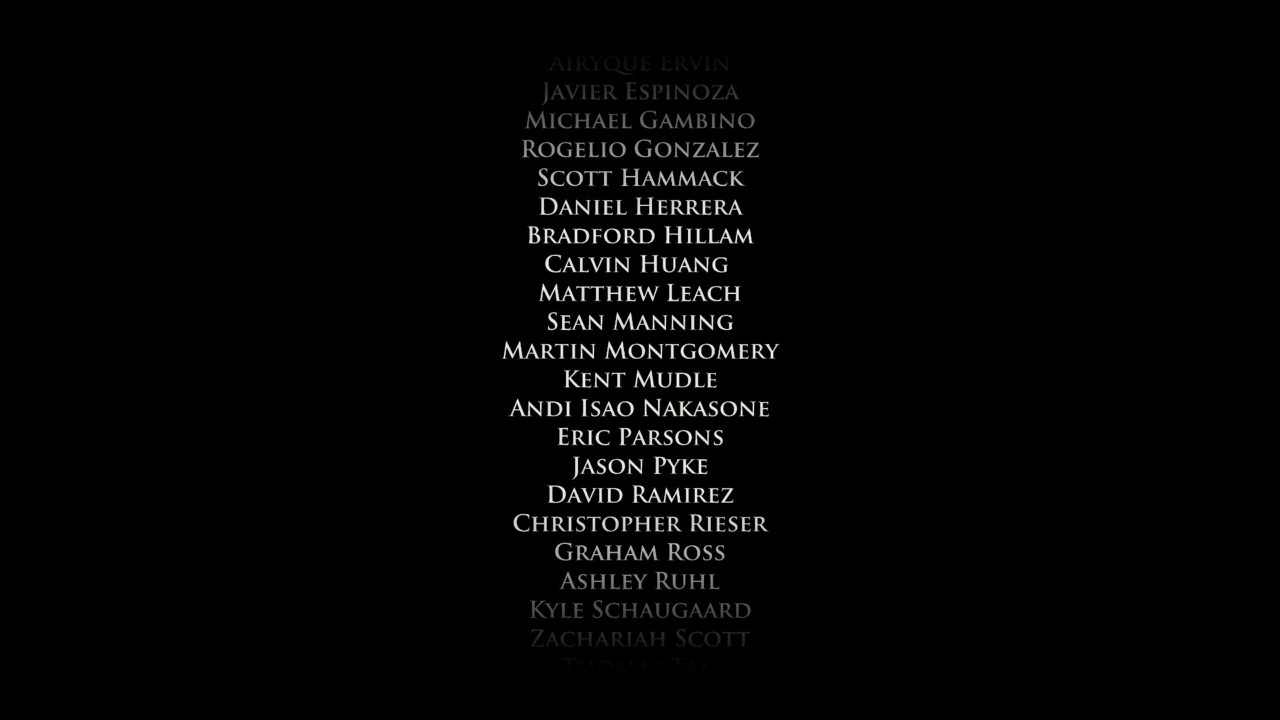 Airyque Ervin
Javier Espinoza
Michael Gambino
Rogelio Gonzalez
Scott Hammack
Daniel Herrera
Bradford Hillam
Calvin Huang
Matthew Leach
Sean Manning
Martin Montgomery
Kent Mudle
Andi Isao Nakasone
Eric Parsons
Jason Pyke
David Ramirez
Christopher Rieser
Graham Ross
Ashley Ruhl
Kyle Schaugaard
Zachariah Scott
Thomas Tan